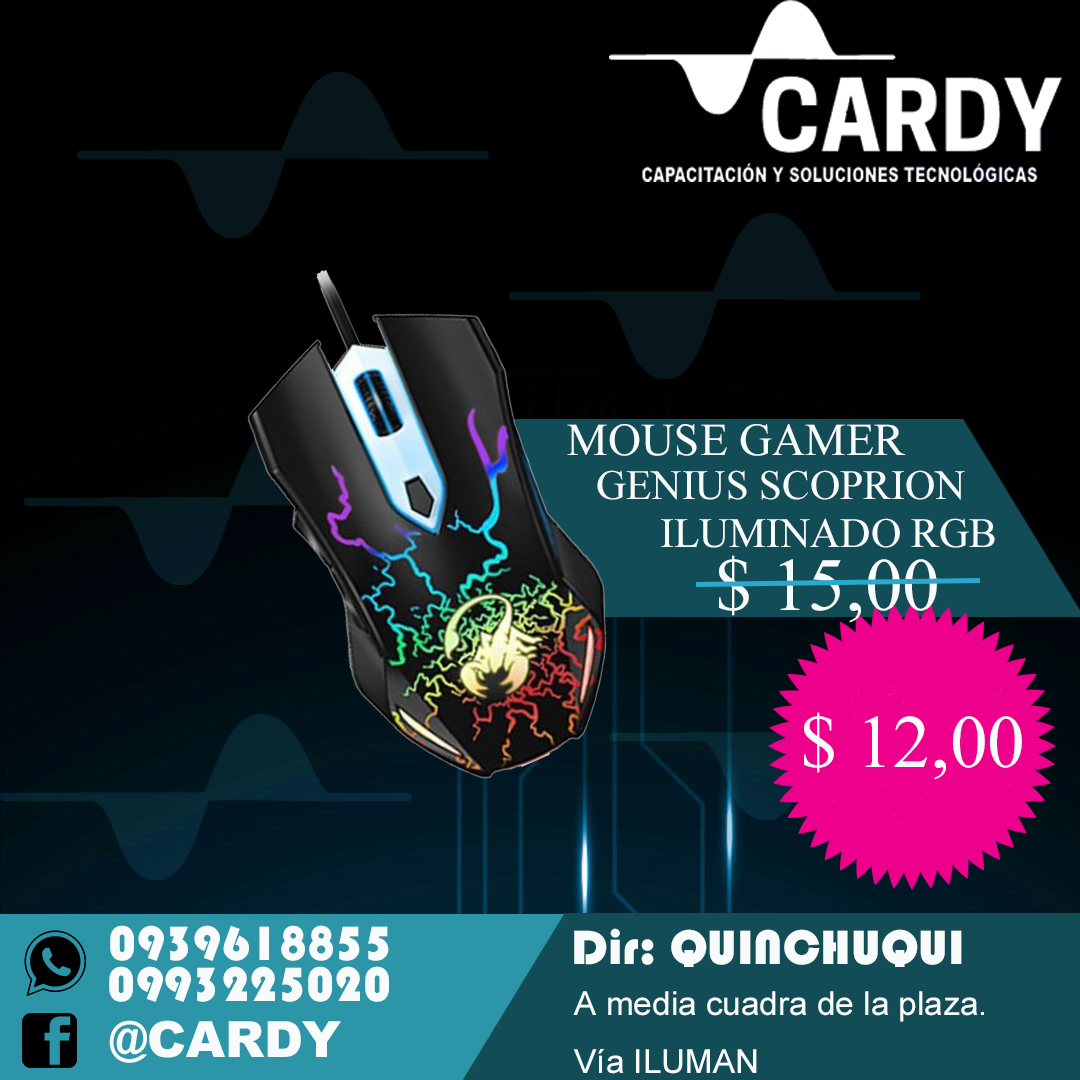 CARDY
CAPACITACIÓN Y SOLUCIONES TECNOLÓGICAS
MOUSE GAMER
GENIUS SCOPRION
ILUMINADO RGB
$ 15,00
$ 12,00
0939618855
0993225020
@CARDY
Dir: QUINCHUQUI
A media cuadra de la plaza.
Vía ILUMAN